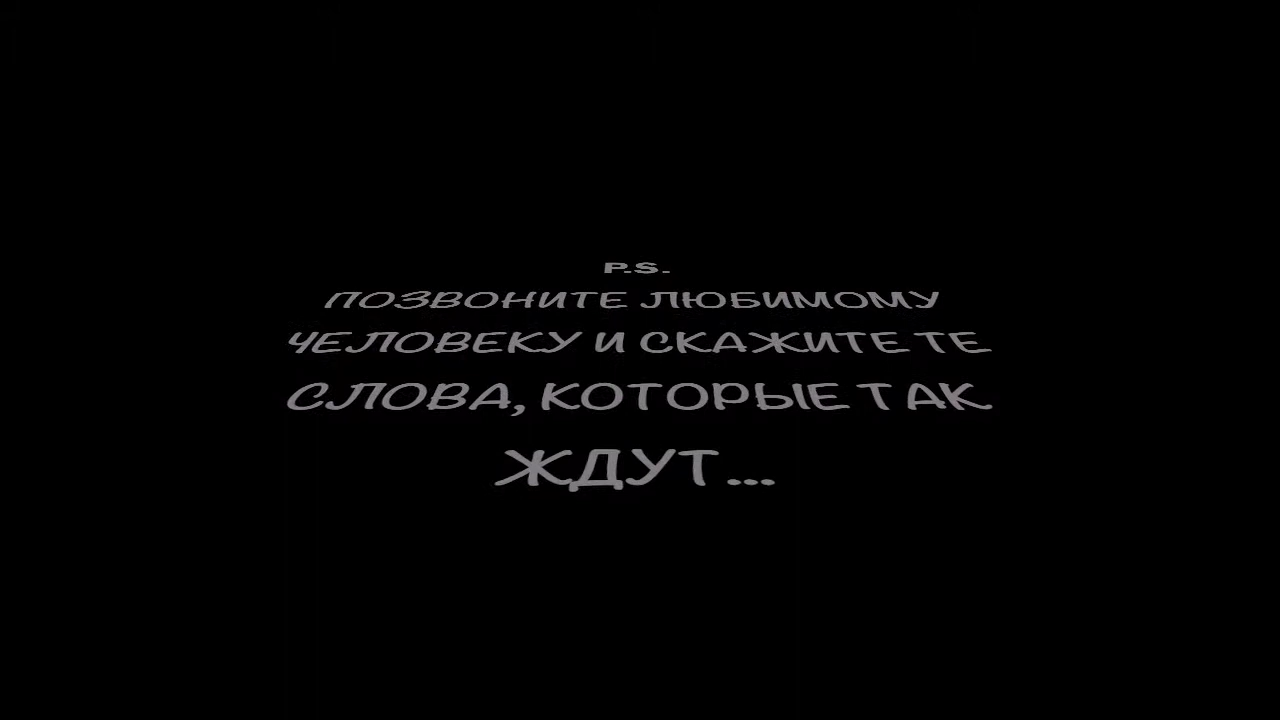 P.S.
ПОЗВОНИТЕ ЛЮБИМОМУ
ЧЕЛОВЕКУ И СКАЖИТЕ ТЕ
СЛОВА, КОТОРЫЕ ТАК
ЖДУТ...